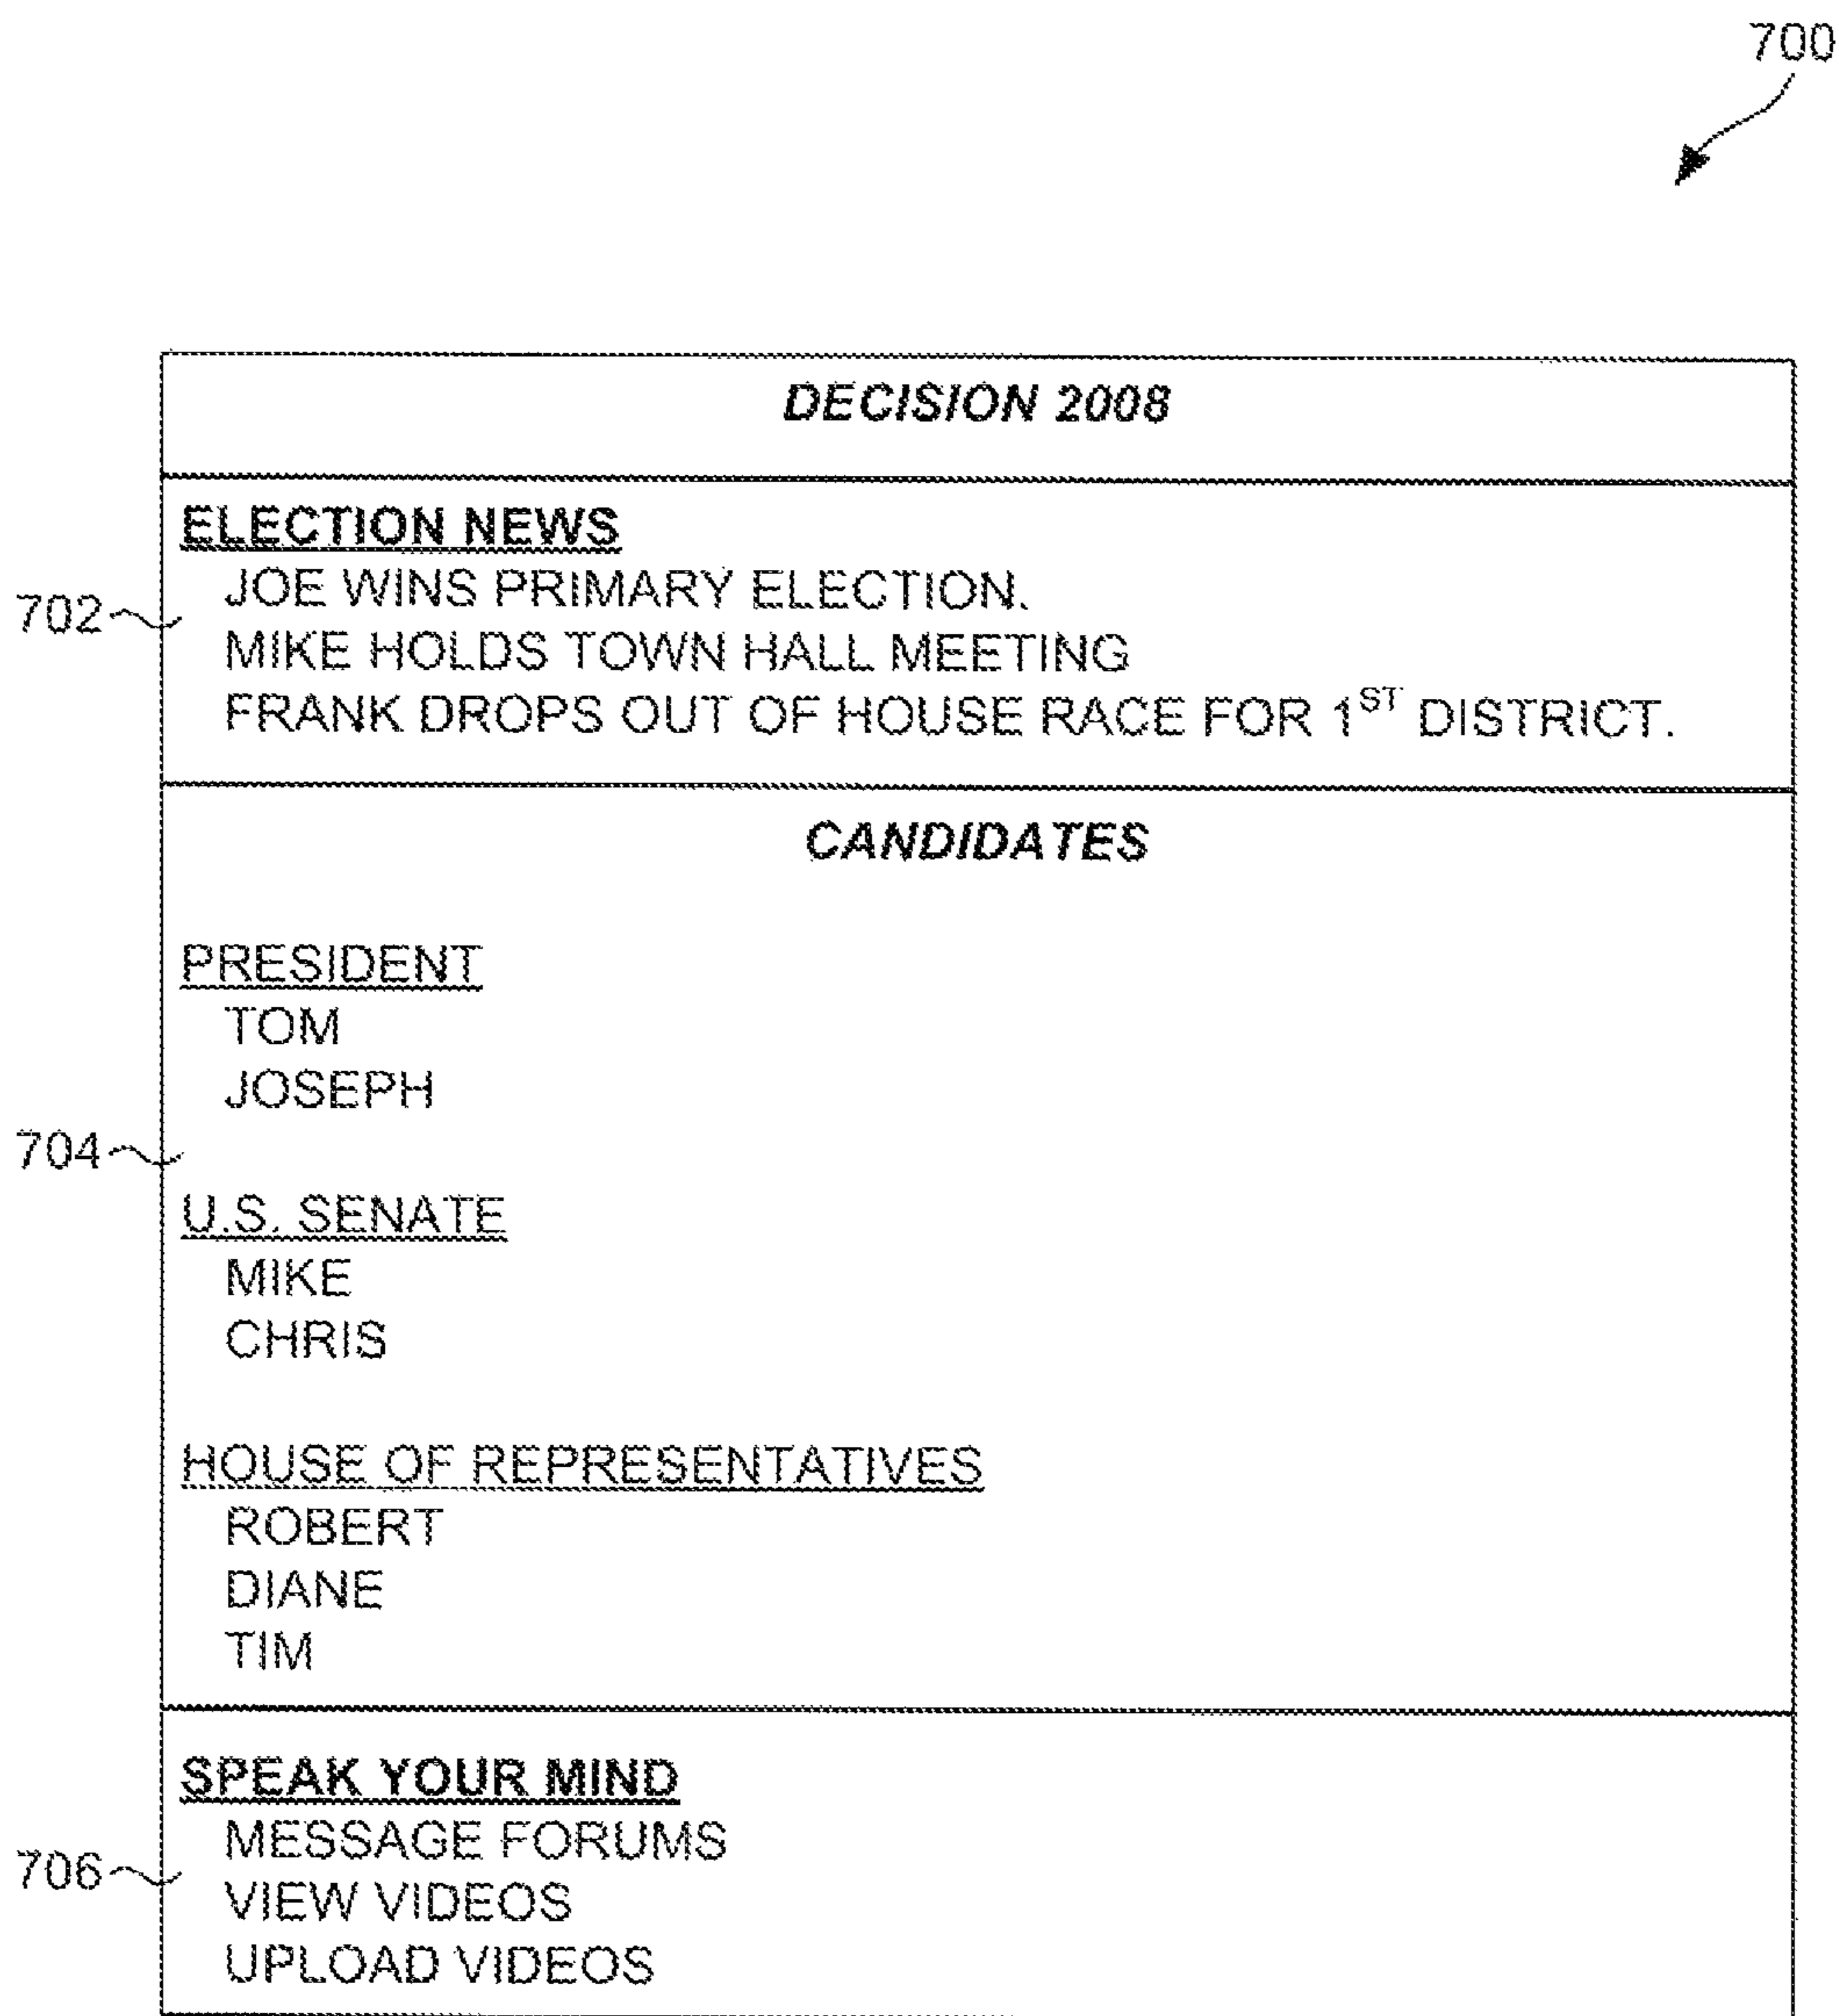 700
DECISION 2008
ELECTION NEWS
JOE WINS PRIMARY ELECTION.
702
MIKE HOLDS TOWN HALL MEETING
FRANK DROPS OUT OF HOUSE RACE FOR 1ST DISTRICT.
CANDIDATES
PRESIDENT
TOM
JOSEPH
704
U.S. SENATE
MIKE
CHRIS
HOUSE OF REPRESENTATIVES
ROBERT
DIANE
TIM
SPEAK YOUR MIND
MESSAGE FORUMS
706
VIEW VIDEOS
UPLOAD VIDEOS